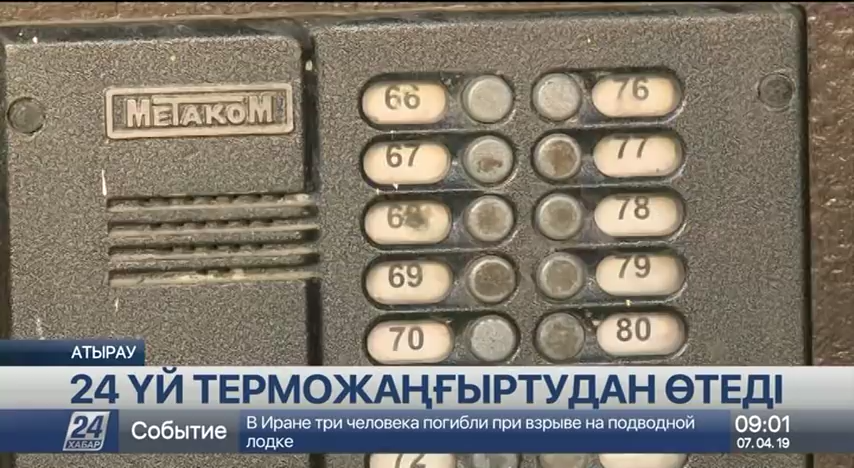 МЕТАКОМ
66 76
67 77
68 78
69 79
70 80
72
АТЫРАУ
24 ҮЙ ТЕРМОЖАҢҒЫРТУДАН ӨТЕДІ
24 ХАБАР
Событие
В Иране три человека погибли при взрыве на подводной
лодке
09:01
07.04.19